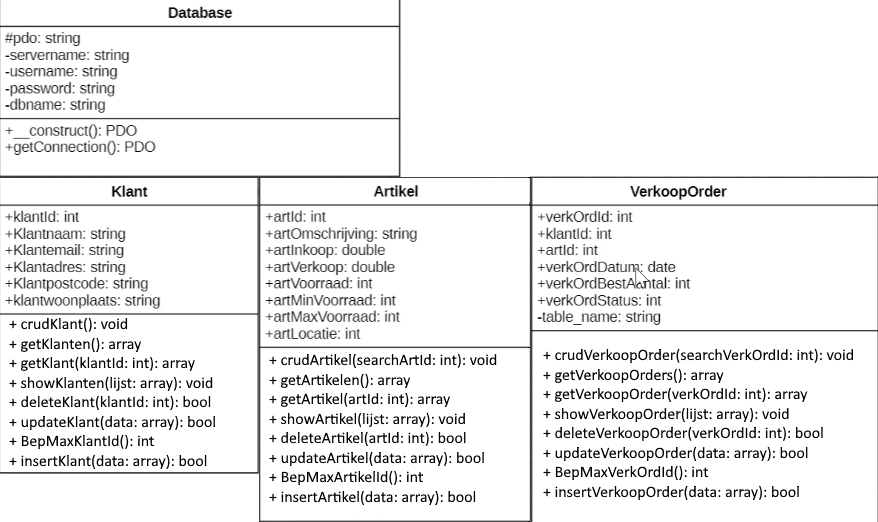 Database
#pdo: string
-servername: string
-username: string
-password: string
-dbname: string
+__construct(): PDO
+getConnection(): PDO
Klant
+klantId: int
+Klantnaam: string
+Klantemail: string
+Klantadres: string
+Klantpostcode: string
+klantwoonplaats: string
+ crudKlant(): void
+ getKlanten(): array
+ getKlant(klantId: int): array
+ showKlanten(lijst: array): void
+ deleteKlant(klantId: int): bool
+ updateKlant(data: array): bool
+ BepMaxKlantId(): int
+ insertKlant(data: array): bool
Artikel
+artId: int
+artOmschrijving: string
+artInkoop: double
+artVerkoop: double
+artVoorraad: int
+artMinVoorraad: int
+artMaxVoorraad: int
+artLocatie: int
+ crudArtikel(searchArtId: int): void
+ getArtikelen(): array
+ getArtikel(artId: int): array
+ showArtikel(lijst: array): void
+ deleteArtikel(artId: int): bool
+ updateArtikel(data: array): bool
+ BepMaxArtikelId(): int
+ insertArtikel(data: array): bool
VerkoopOrder
+verkOrdId: int
+klantId: int
+artId: int
+verkOrdDatum: date
+verkOrdBestAantal: int
+verkOrdStatus: int
-table_name: string
+ crudVerkoopOrder(searchVerkOrdId: int): void
+ getVerkoopOrders(): array
+ getVerkoopOrder(verkOrdId: int): array
+ showVerkoopOrder(lijst: array): void
+ deleteVerkoopOrder(verkOrdId: int): bool
+ updateVerkoopOrder(data: array): bool
+ BepMaxVerkOrdId(): int
+ insertVerkoopOrder(data: array): bool